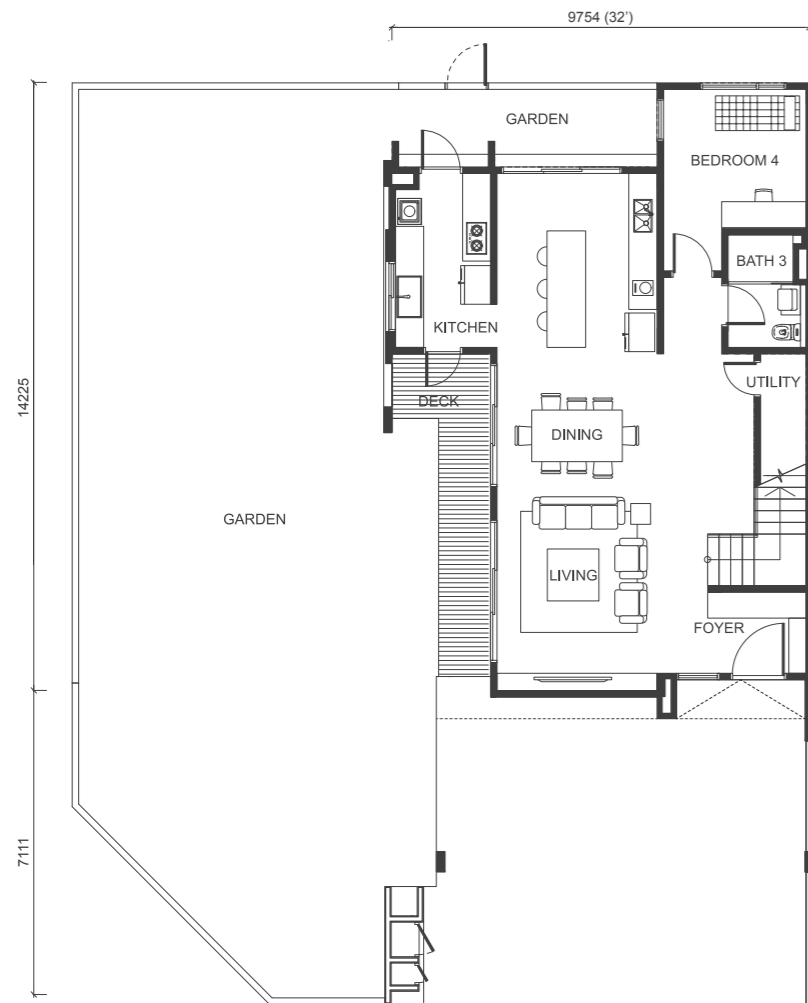 9754 (32')
GARDEN
BEDROOM 4
BATH 3
KITCHEN
UTILITY
DECK
14225
DINING
GARDEN
LIVING
FOYER
7111